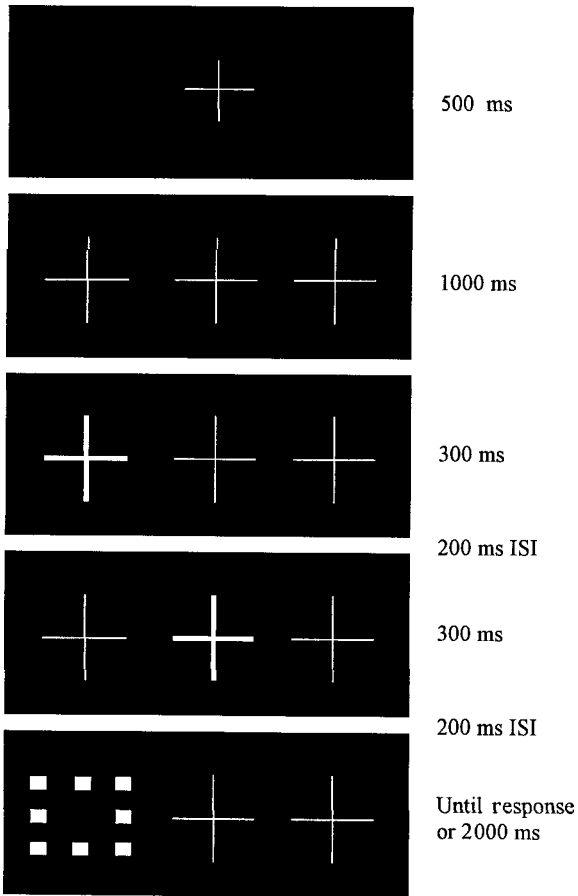 500 ms
1000 ms
300 ms
200 ms ISI
300 ms
200 ms ISI
Until response
or 2000 ms